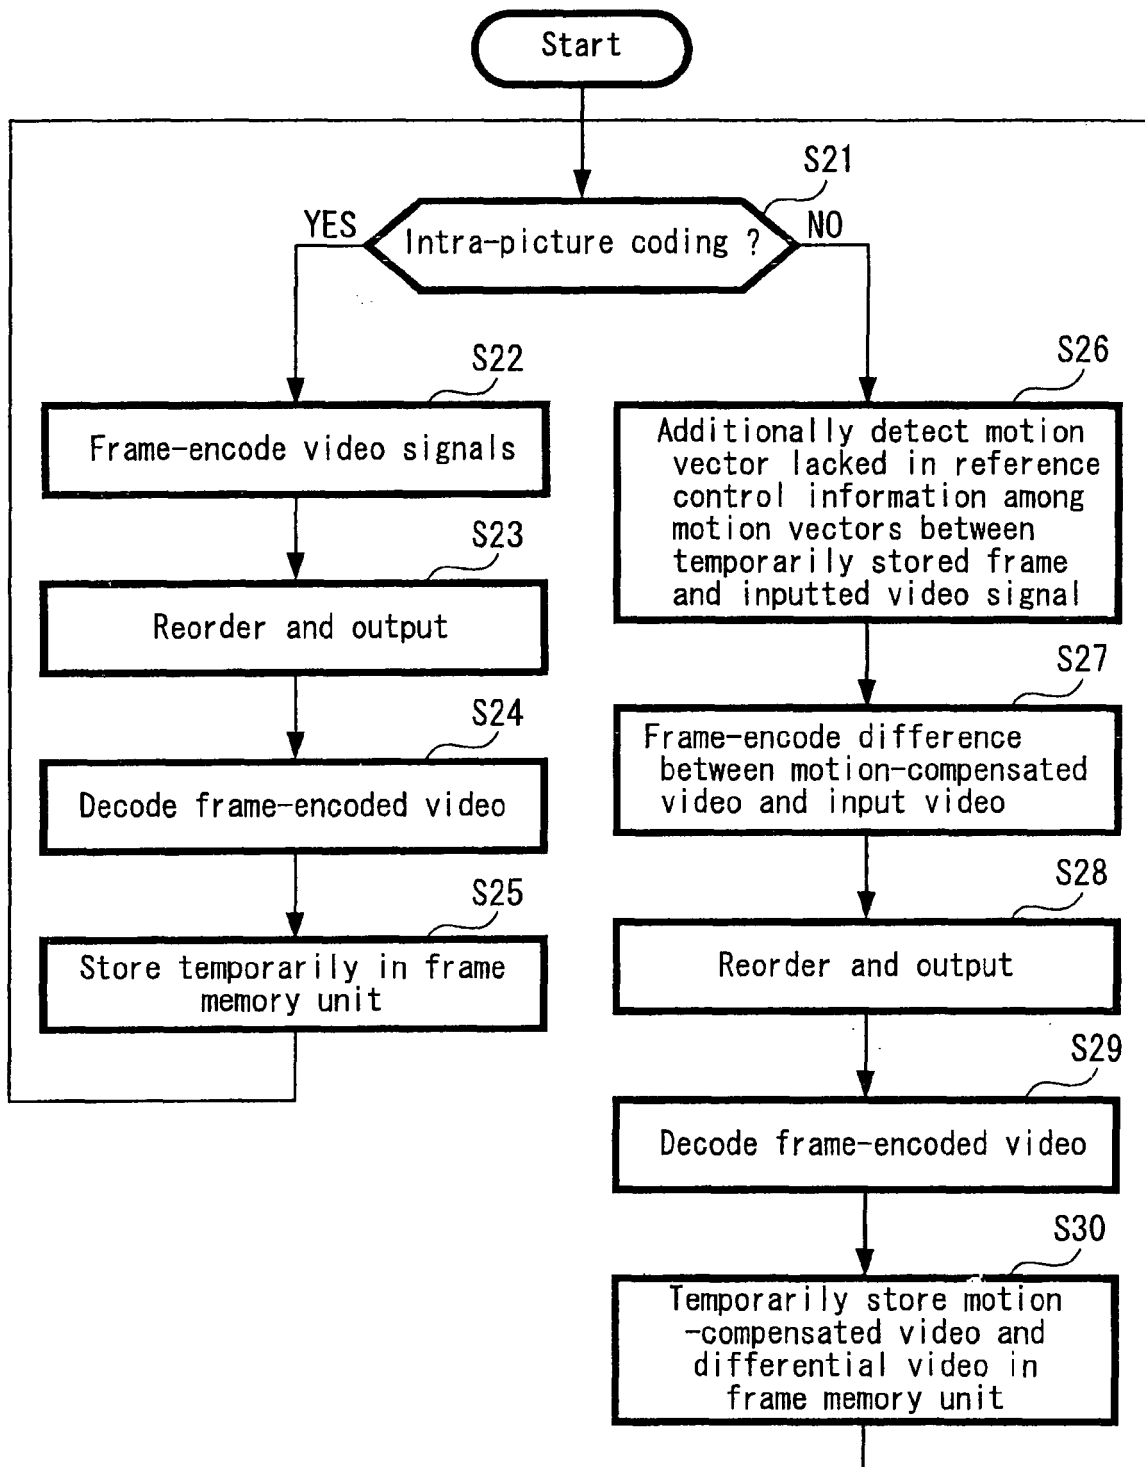 Start
S21
YES
Intra-picture coding ?
NO
S22
Frame-encode video signals
S23
Reorder and output
S24
Decode frame-encoded video
S25
Store temporarily in frame
memory unit
S26
Additionally detect motion
vector lacked in reference
control information among
motion vectors between
temporarily stored frame
and inputted video signal
S27
Frame-encode difference
between motion-compensated
video and input video
S28
Reorder and output
S29
Decode frame-encoded video
S30
Temporarily store motion
-compensated video and
differential video in
frame memory unit